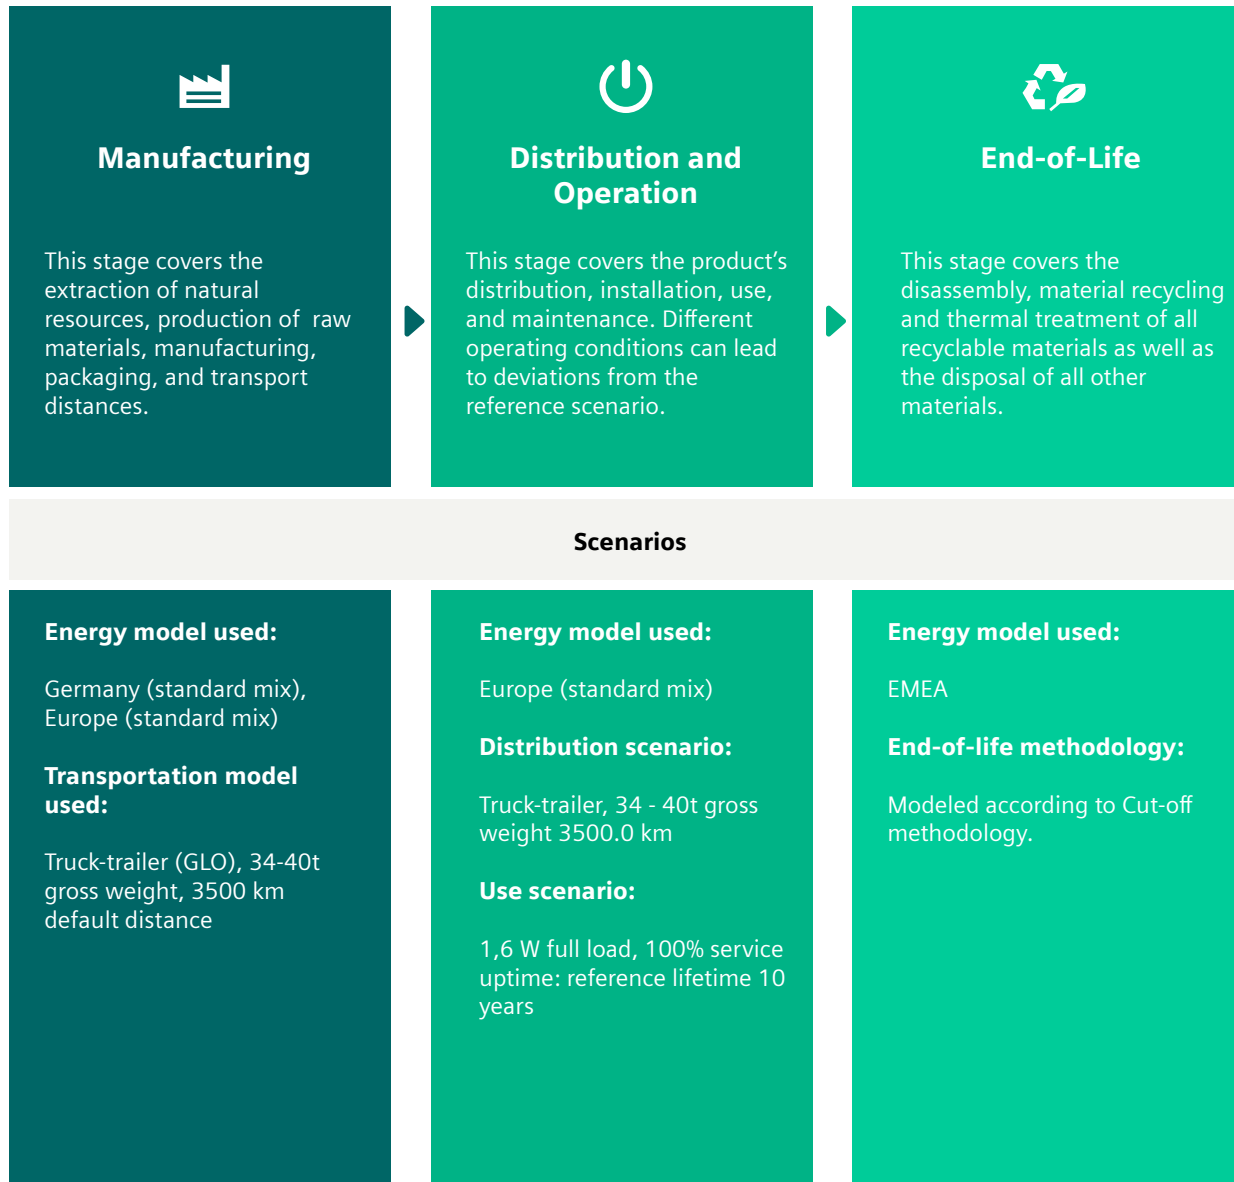 Manufacturing
This stage covers the
extraction of natural
resources, production of  raw
materials, manufacturing,
packaging, and transport
distances.
Distribution and
Operation
This stage covers the product’s
distribution, installation, use,
and maintenance. Different
operating conditions can lead
to deviations from the
reference scenario.
End-of-Life
This stage covers the
disassembly, material recycling
and thermal treatment of all
recyclable materials as well as
the disposal of all other
materials.
Scenarios
Energy model used:
Germany (standard mix),
Europe (standard mix)
Transportation model
used:
Truck-trailer (GLO), 34-40t
gross weight, 3500 km
default distance
Energy model used:
Europe (standard mix)
Distribution scenario:
Truck-trailer, 34 - 40t gross
weight 3500.0 km
Use scenario:
1,6 W full load, 100% service
uptime: reference lifetime 10
years
Energy model used:
EMEA
End-of-life methodology:
Modeled according to Cut-off
methodology.